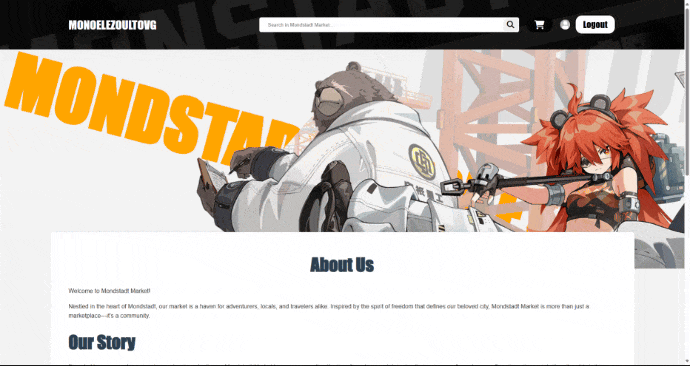 MONOELEZOULTOVG
Search in Mondstadt Market...
Logout
MONDSTAD
About Us
Welcome to Mondstadt Market!
Nestled in the heart of Mondstadt, our market is a haven for adventurers, locals, and travelers alike. Inspired by the spirit of freedom that defines our beloved city, Mondstadt Market is more than just a
marketplace—it's a community.
Our Story